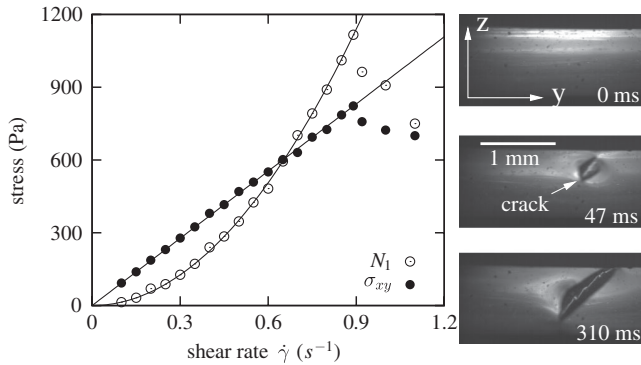 1200
900
600
300
0
stress (Pa)
0
0.3
0.6
0.9
1.2
shear rate γ̇ (s⁻¹)
N₁
σₓᵧ
z
y
0 ms
1 mm
crack
47 ms
310 ms